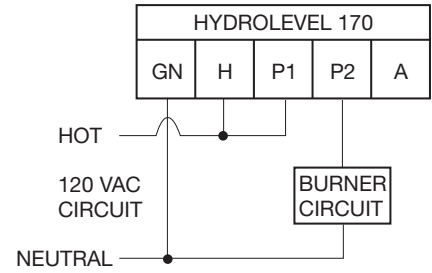 HYDROLEVEL 170
GN H P1 P2 A
HOT
120 VAC
CIRCUIT
BURNER
CIRCUIT
NEUTRAL